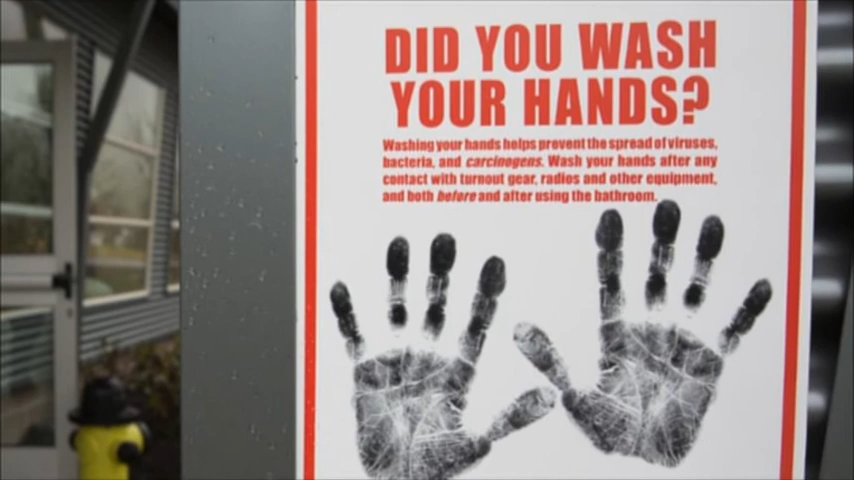 DID YOU WASH
YOUR HANDS?
Washing your hands helps prevent the spread of viruses,
bacteria, and carcinogens. Wash your hands after any
contact with turnout gear, radios and other equipment,
and both before and after using the bathroom.